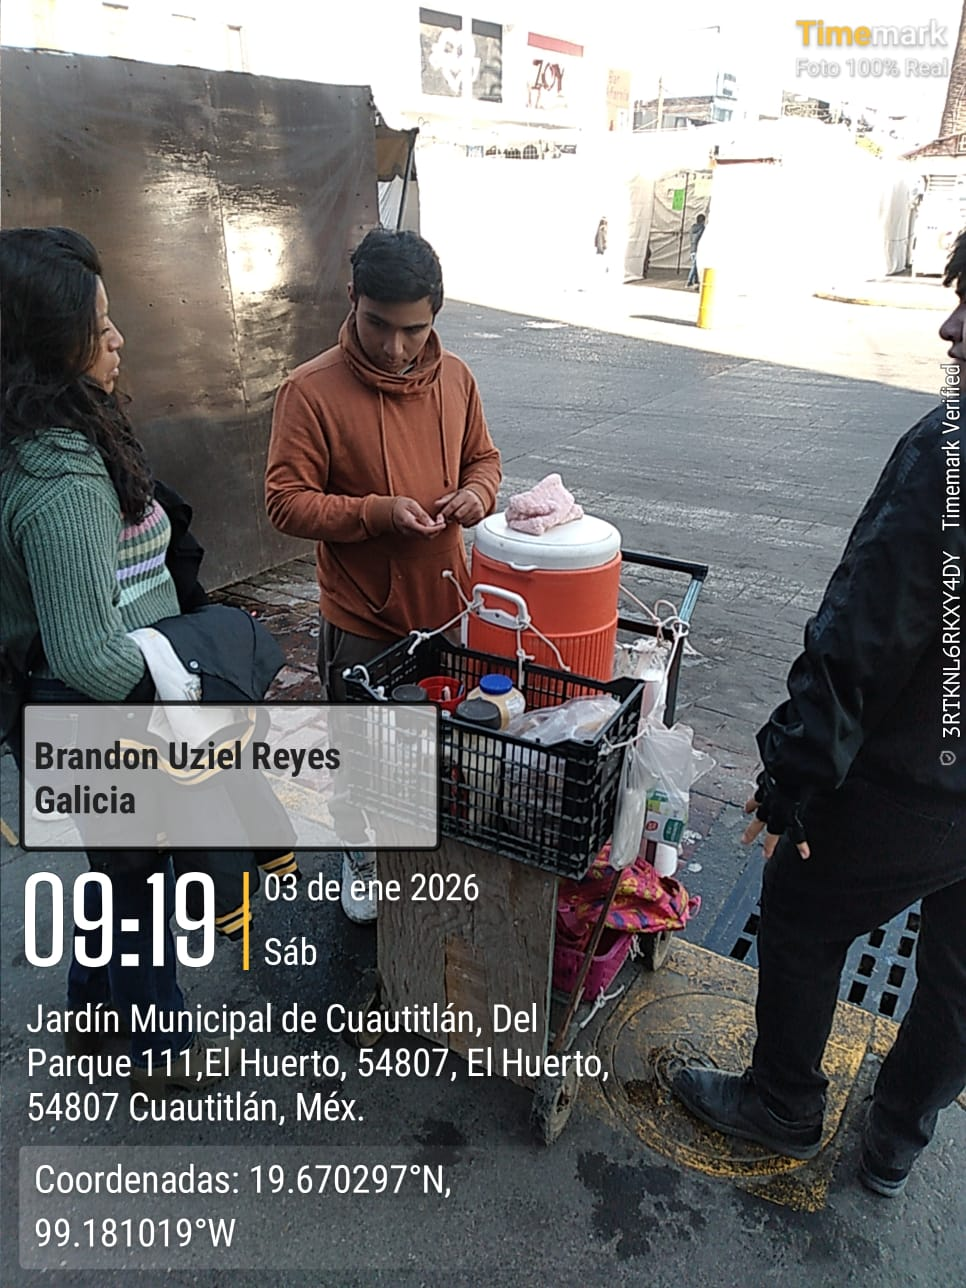 Timemark
Foto 100% Real
ZOY
Brandon Uziel Reyes
Galicia
09:19
03 de ene 2026
Sáb
Jardín Municipal de Cuautitlán, Del
Parque 111,El Huerto, 54807, El Huerto,
54807 Cuautitlán, Méx.
Coordenadas: 19.670297°N,
99.181019°W
3RTKNL6RKXY4DY Timemark Verified